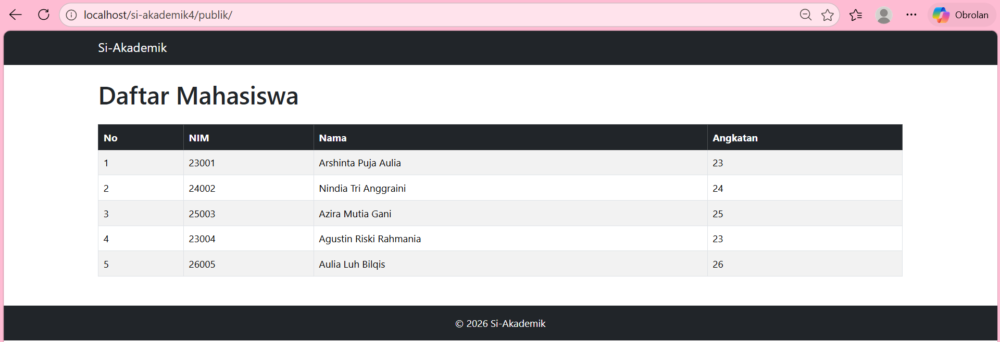 localhost/si-akademik4/publik/
Obrolan
Si-Akademik
Daftar Mahasiswa
No NIM Nama Angkatan
1 23001 Arshinta Puja Aulia 23
2 24002 Nindia Tri Anggraini 24
3 25003 Azira Mutia Gani 25
4 23004 Agustin Riski Rahmania 23
5 26005 Aulia Luh Bilqis 26
© 2026 Si-Akademik